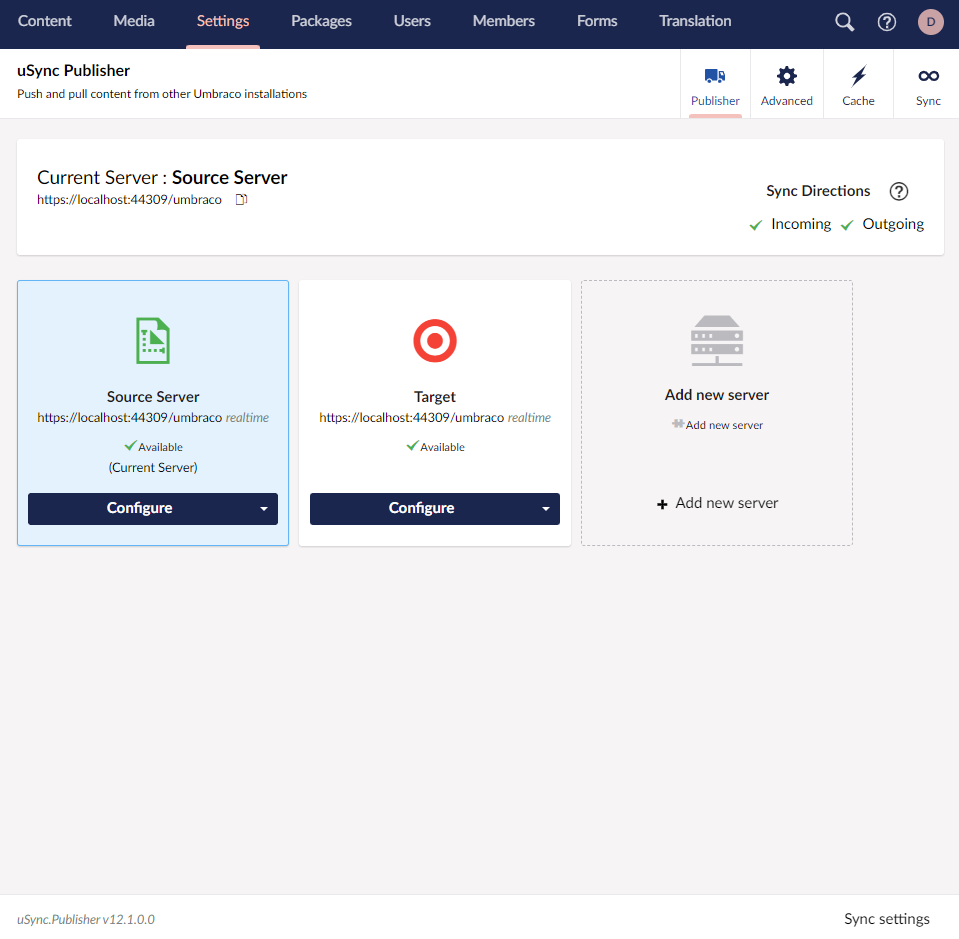 Content Media Settings Packages Users Members Forms Translation D
uSync Publisher
Push and pull content from other Umbraco installations
Publisher Advanced Cache Sync
Current Server : Source Server
https://localhost:44309/umbraco
Sync Directions
Incoming Outgoing
Source Server
https://localhost:44309/umbraco realtime
Available
(Current Server)
Configure
Target
https://localhost:44309/umbraco realtime
Available
Configure
Add new server
Add new server
Add new server
uSync.Publisher v12.1.0.0
Sync settings